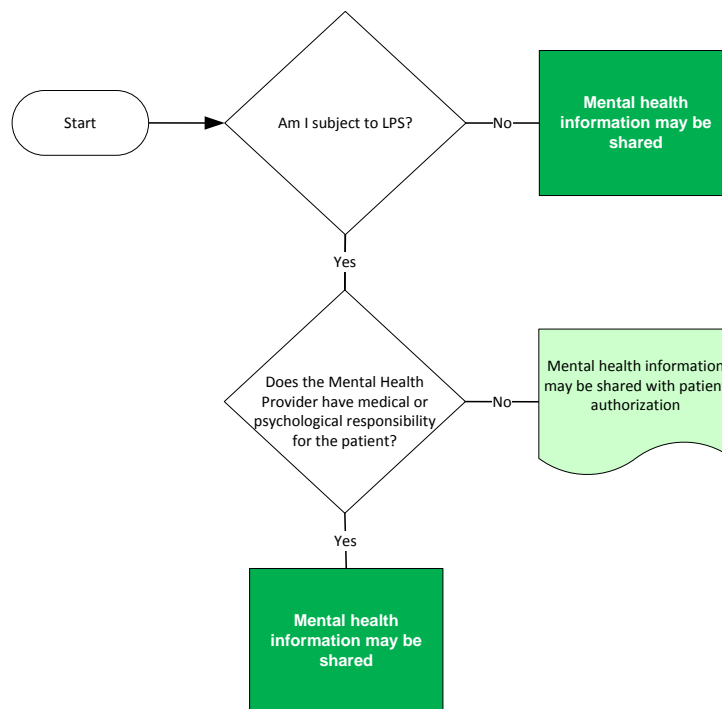 Start
Am I subject to LPS?
No
Mental health
information may be
shared
Yes
Does the Mental Health
Provider have medical or
psychological responsibility
for the patient?
No
Mental health information
may be shared with patien
authorization
Yes
Mental health
information may be
shared